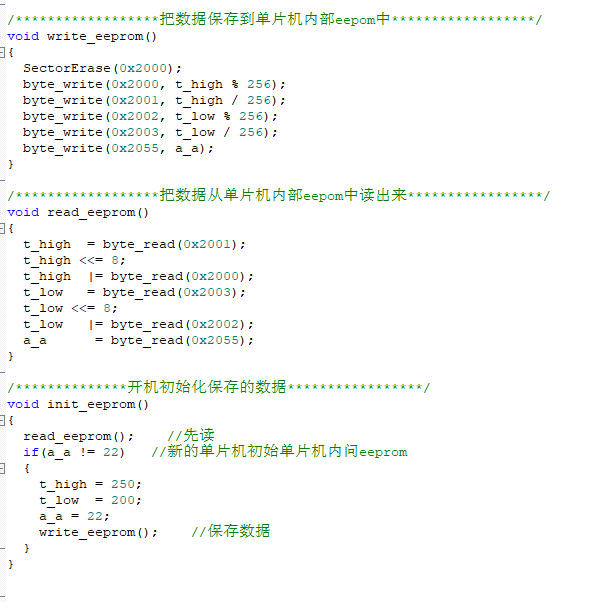 /******************把数据保存到单片机内部eepom中******************/
void write_eeprom()
{
  SectorErase(0x2000);
  byte_write(0x2000, t_high % 256);
  byte_write(0x2001, t_high / 256);
  byte_write(0x2002, t_low % 256);
  byte_write(0x2003, t_low / 256);
  byte_write(0x2055, a_a);
}
/******************把数据从单片机内部eepom中读出来*****************/
void read_eeprom()
{
  t_high  = byte_read(0x2001);
  t_high <<= 8;
  t_high  |= byte_read(0x2000);
  t_low   = byte_read(0x2003);
  t_low <<= 8;
  t_low   |= byte_read(0x2002);
  a_a      = byte_read(0x2055);
}
/**************开机初始化保存的数据*****************/
void init_eeprom()
{
  read_eeprom();    //先读
  if(a_a != 22)   //新的单片机初始单片机内问eeprom
  {
    t_high = 250;
    t_low  = 200;
    a_a = 22;
    write_eeprom();    //保存数据
  }
}